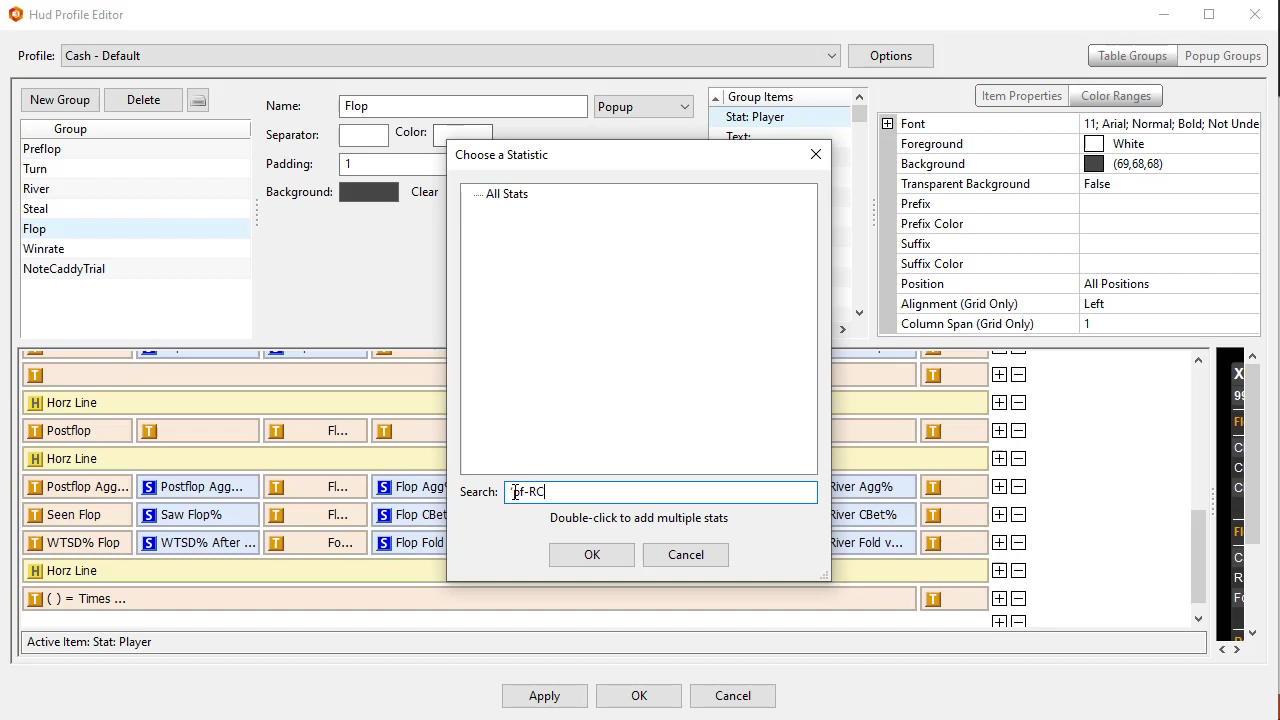 Hud Profile Editor
Profile: Cash - Default Options Table Groups Popup Groups
New Group Delete
Group
Preflop
Turn
River
Steal
Flop
Winrate
NoteCaddyTrial
Name: Flop Popup
Separator: Color:
Padding: 1
Background: Clear
Group Items
Stat: Player
Text:
Item Properties Color Ranges
Font 11; Arial; Normal; Bold; Not Unde
Foreground White
Background (69,68,68)
Transparent Background False
Prefix
Prefix Color
Suffix
Suffix Color
Position All Positions
Alignment (Grid Only) Left
Column Span (Grid Only) 1
Choose a Statistic
All Stats
Search: pf-RC
Double-click to add multiple stats
OK Cancel
T T
H Horz Line
T Postflop T T Fl... T T
H Horz Line
T Postflop Agg... S Postflop Agg... T Fl... S Flop Agg% River Agg% T
T Seen Flop S Saw Flop% T Fl... S Flop CBet River CBet% T
T WTSD% Flop S WTSD% After ... T Fo... S Flop Fold River Fold v... T
H Horz Line
T ( ) = Times ... T
Active Item: Stat: Player
X
99
Fl
C
C
C
Fl
C
R
Fo
Apply OK Cancel